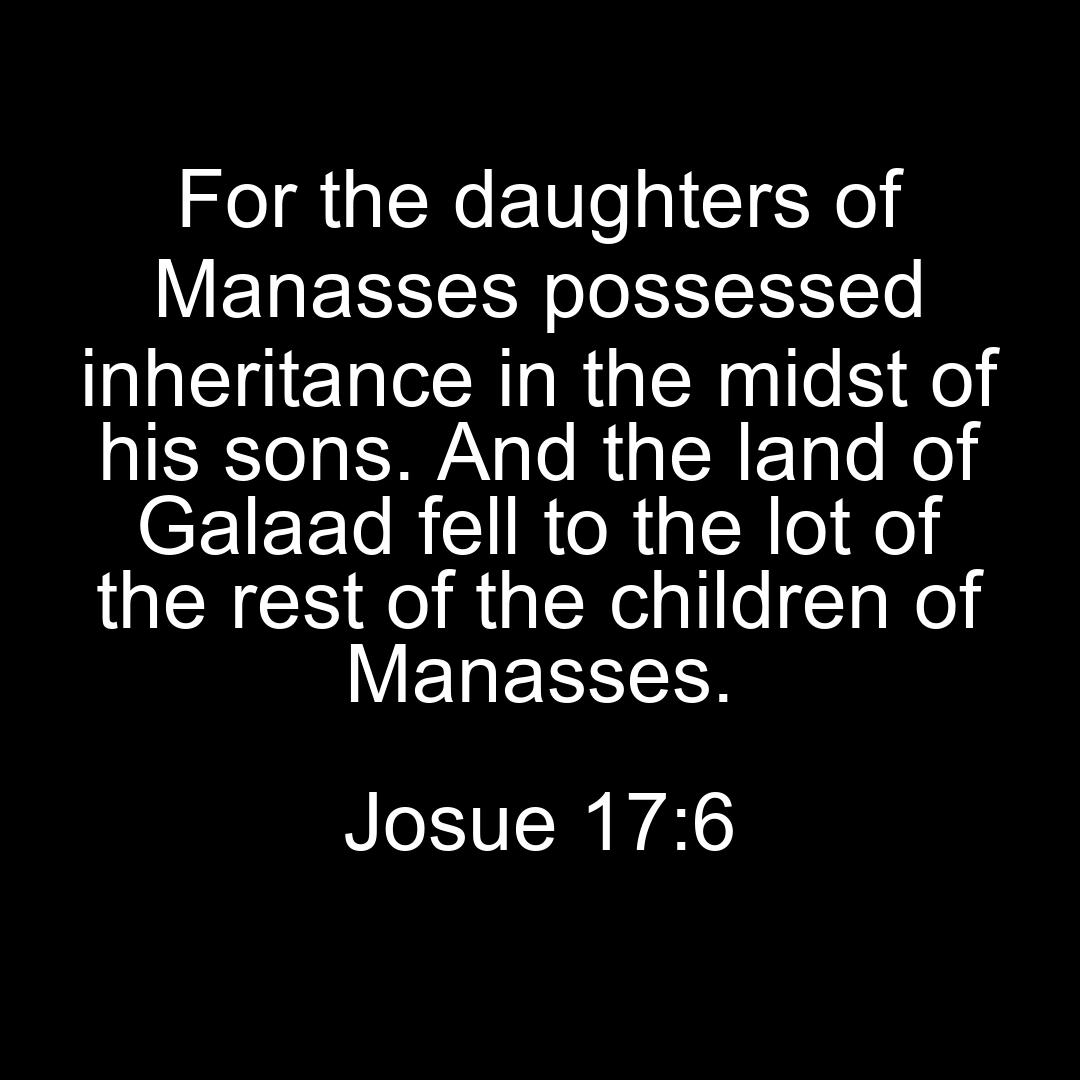 For the daughters of
Manasses possessed
inheritance in the midst of
his sons. And the land of
Galaad fell to the lot of
the rest of the children of
Manasses.
Josue 17:6